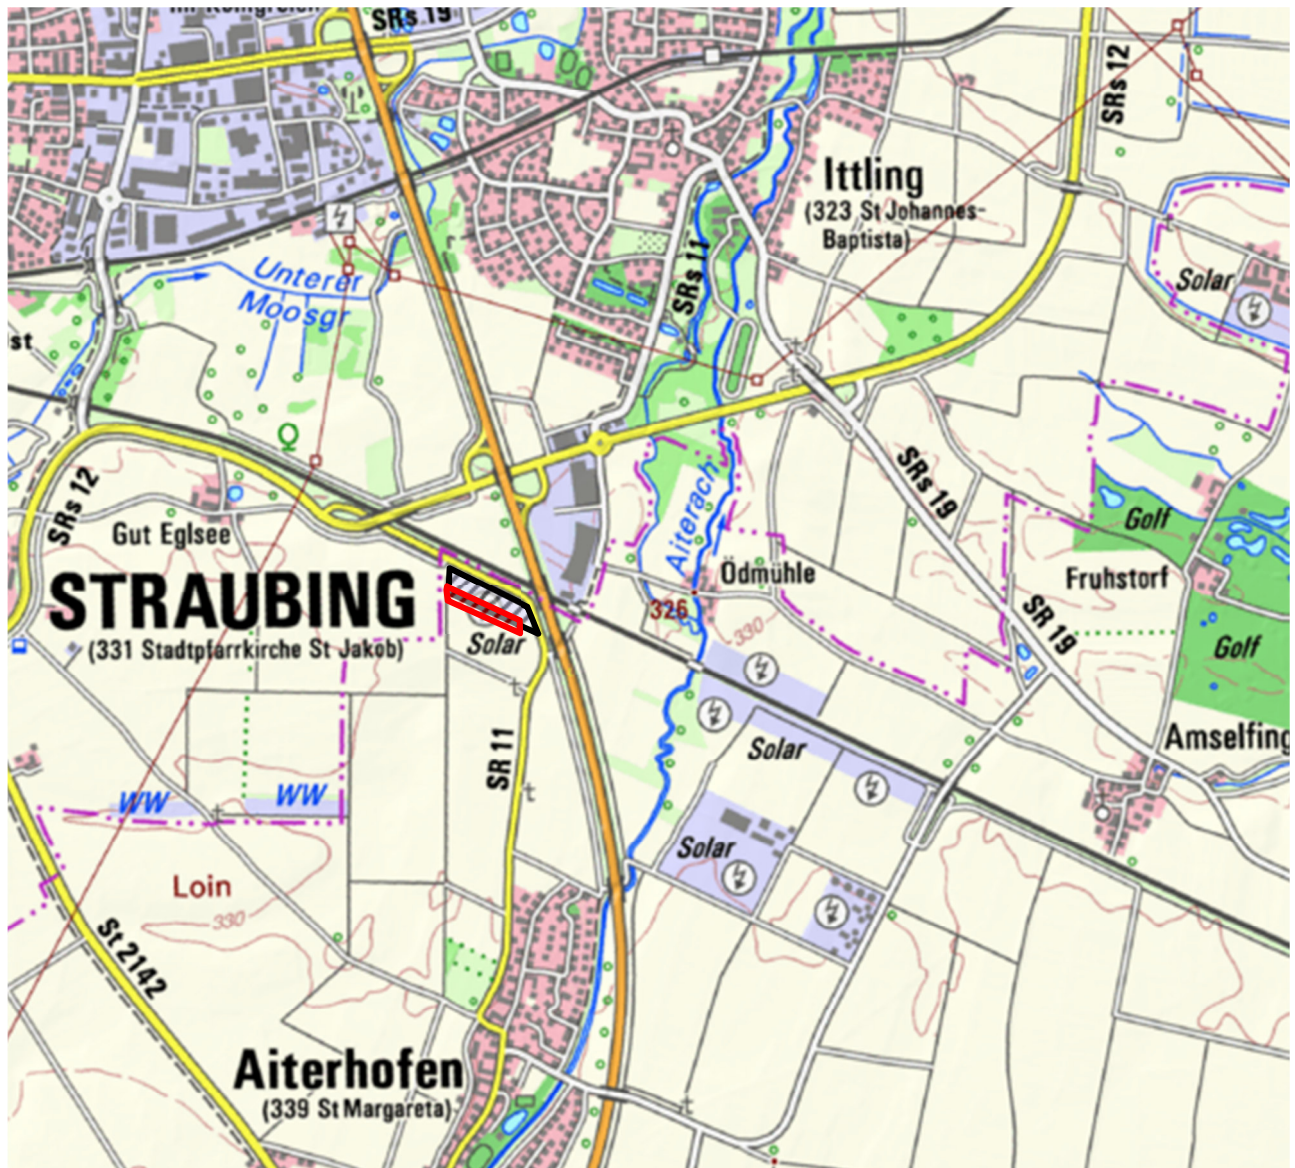 SRs 19
SRs 12
Ittling
(323 St Johannes-
Baptista)
SRs 11
Unterer
Moosgr
Solar
st
SRs 12
SRs 19
Aiterach
Golf
Gut Eglsee
Ödmühle
Fruhstorf
STRAUBING
(331 Stadtpfarrkirche St Jakob)
326
330
SR 19
Golf
Solar
Amselfing
SR 11
Solar
WW
WW
Solar
Loin
330
St 2142
Aiterhofen
(339 St Margareta)